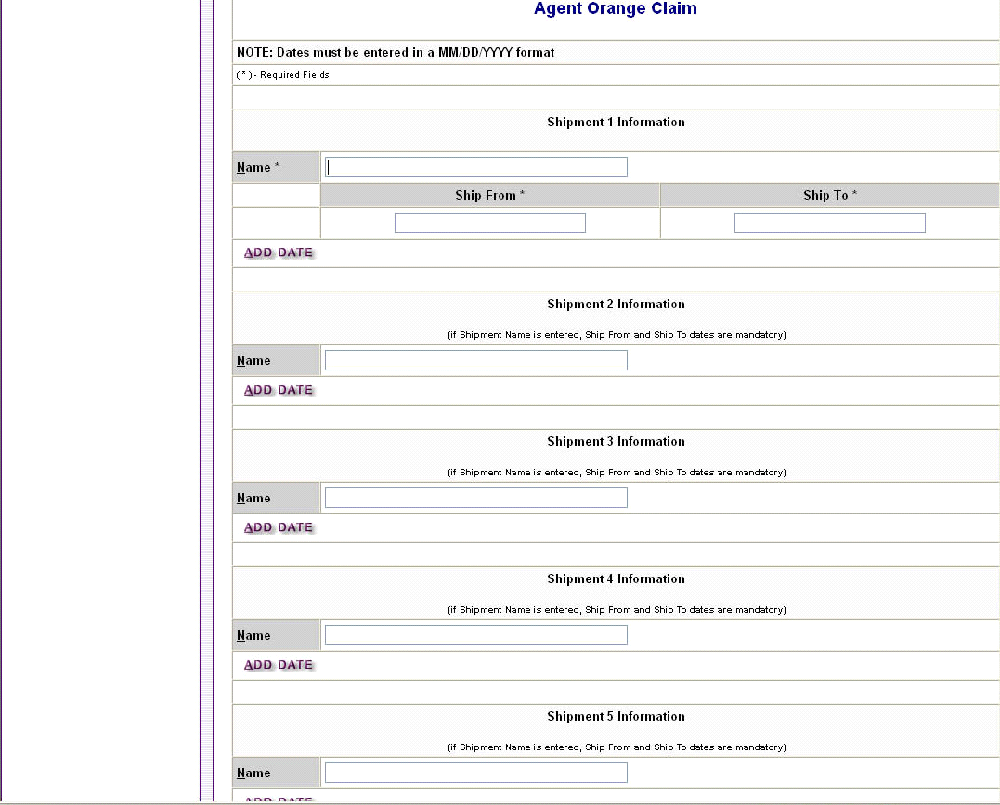 Agent Orange Claim
NOTE: Dates must be entered in a MM/DD/YYYY format
(*)- Required Fields
Shipment 1 Information
Name *
Ship From * Ship To *
ADD DATE
Shipment 2 Information
(if Shipment Name is entered, Ship From and Ship To dates are mandatory)
Name
ADD DATE
Shipment 3 Information
(if Shipment Name is entered, Ship From and Ship To dates are mandatory)
Name
ADD DATE
Shipment 4 Information
(if Shipment Name is entered, Ship From and Ship To dates are mandatory)
Name
ADD DATE
Shipment 5 Information
(if Shipment Name is entered, Ship From and Ship To dates are mandatory)
Name
ADD DATE